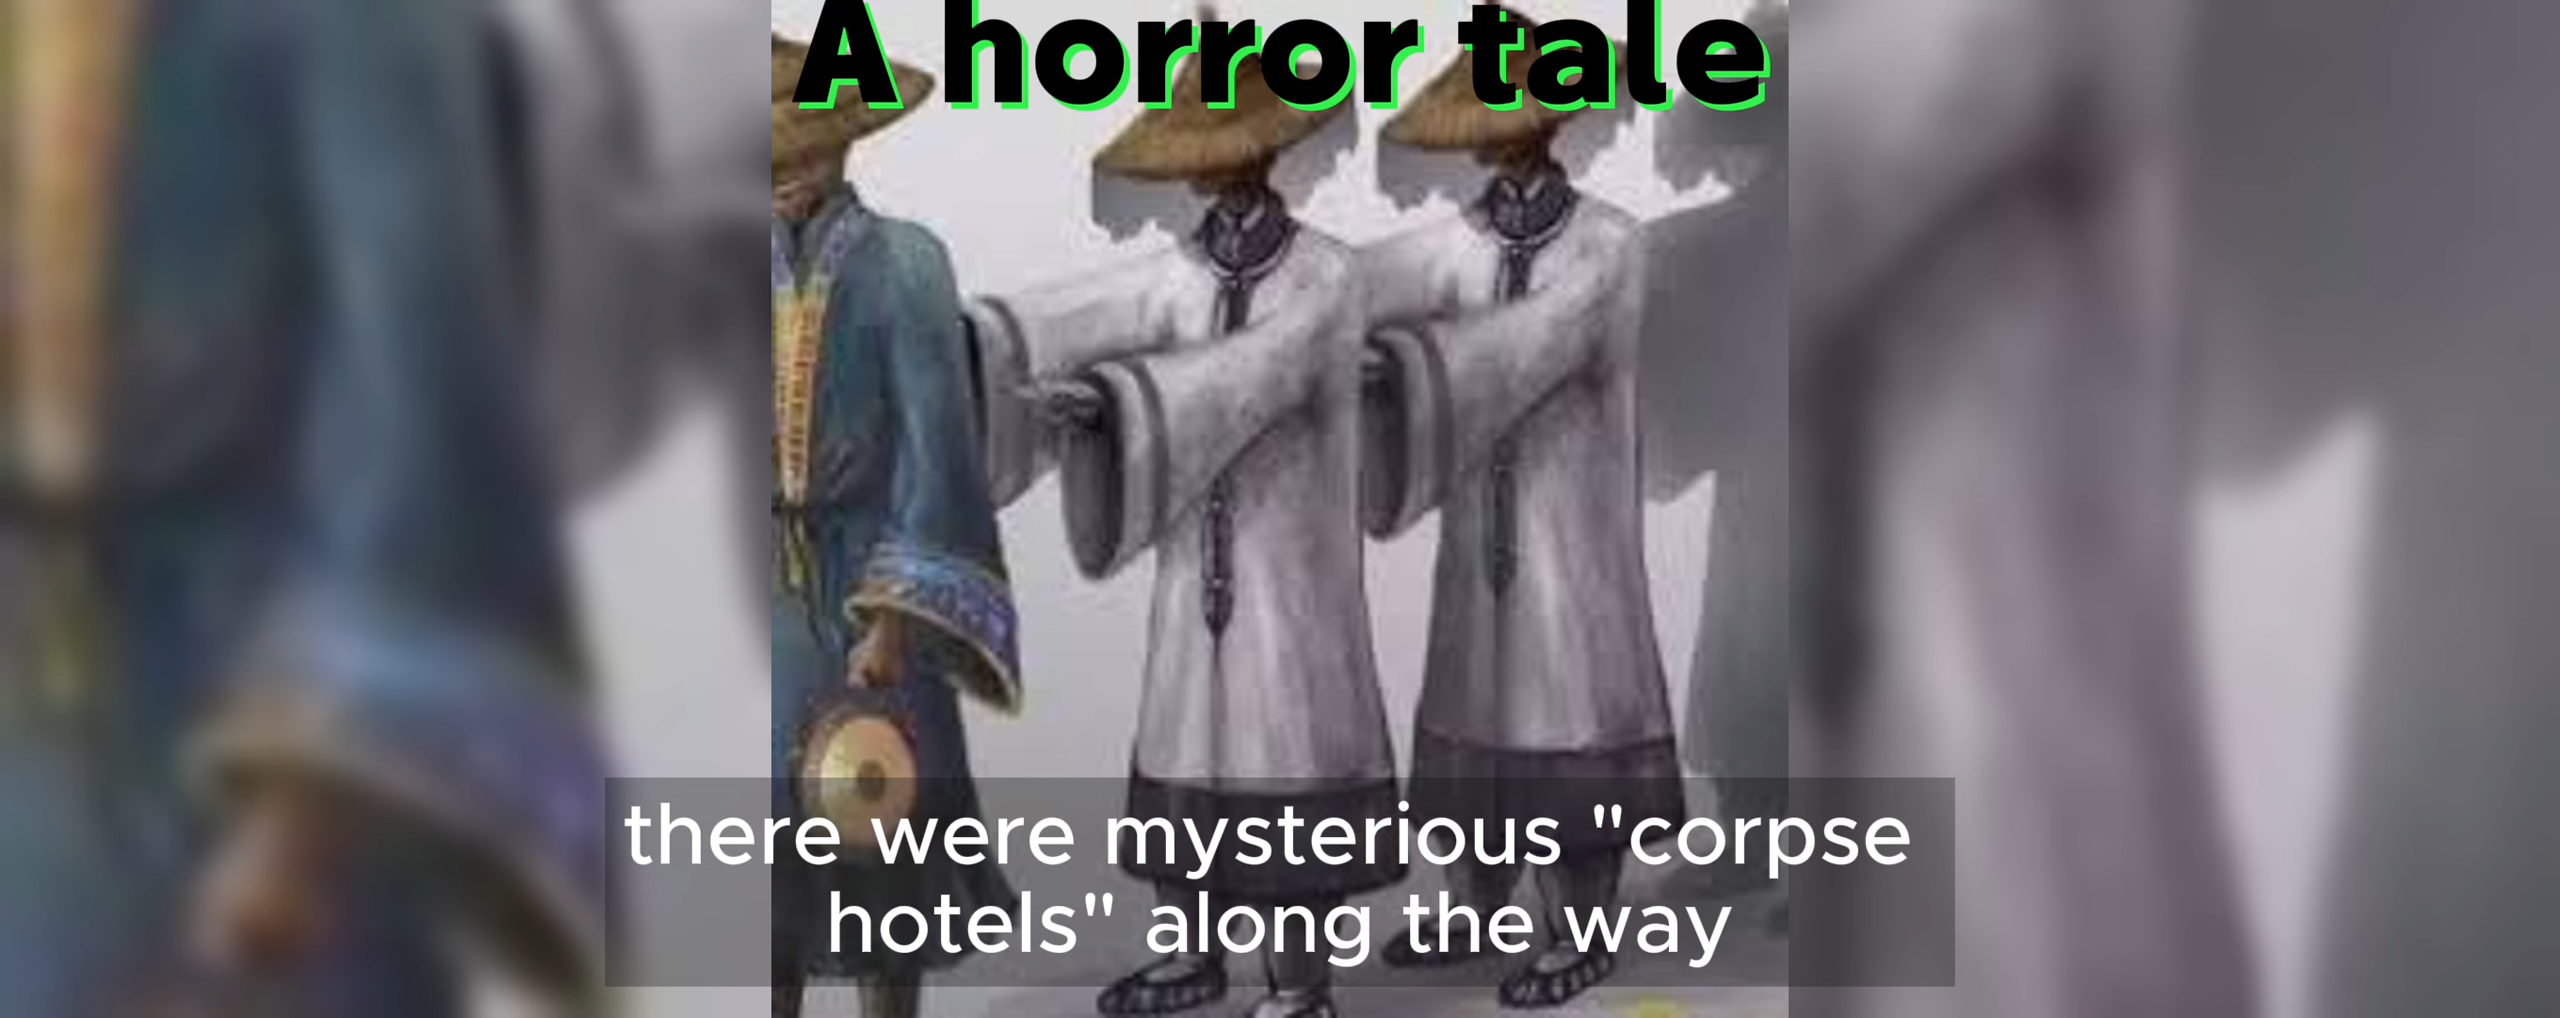 A horror tale
there were mysterious "corpse
hotels" along the way